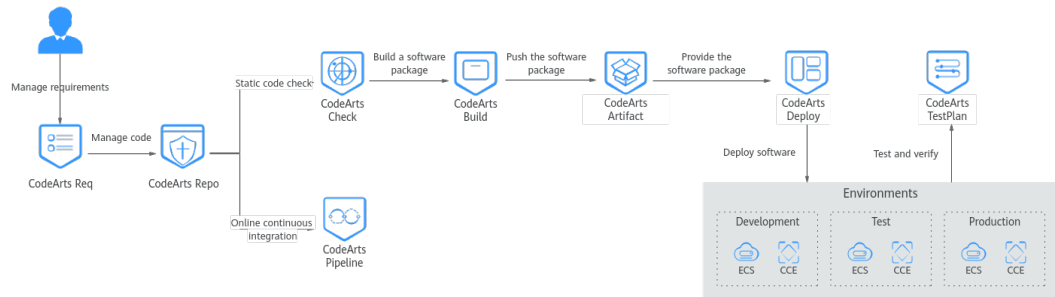 Manage requirements
CodeArts Req
Manage code
CodeArts Repo
Static code check
CodeArts
Check
Build a software
package
CodeArts
Build
Push the software
package
CodeArts
Artifact
Provide the
software package
CodeArts
Deploy
CodeArts
TestPlan
Online continuous
integration
CodeArts
Pipeline
Deploy software
Test and verify
Environments
Development
ECS
CCE
Test
ECS
CCE
Production
ECS
CCE